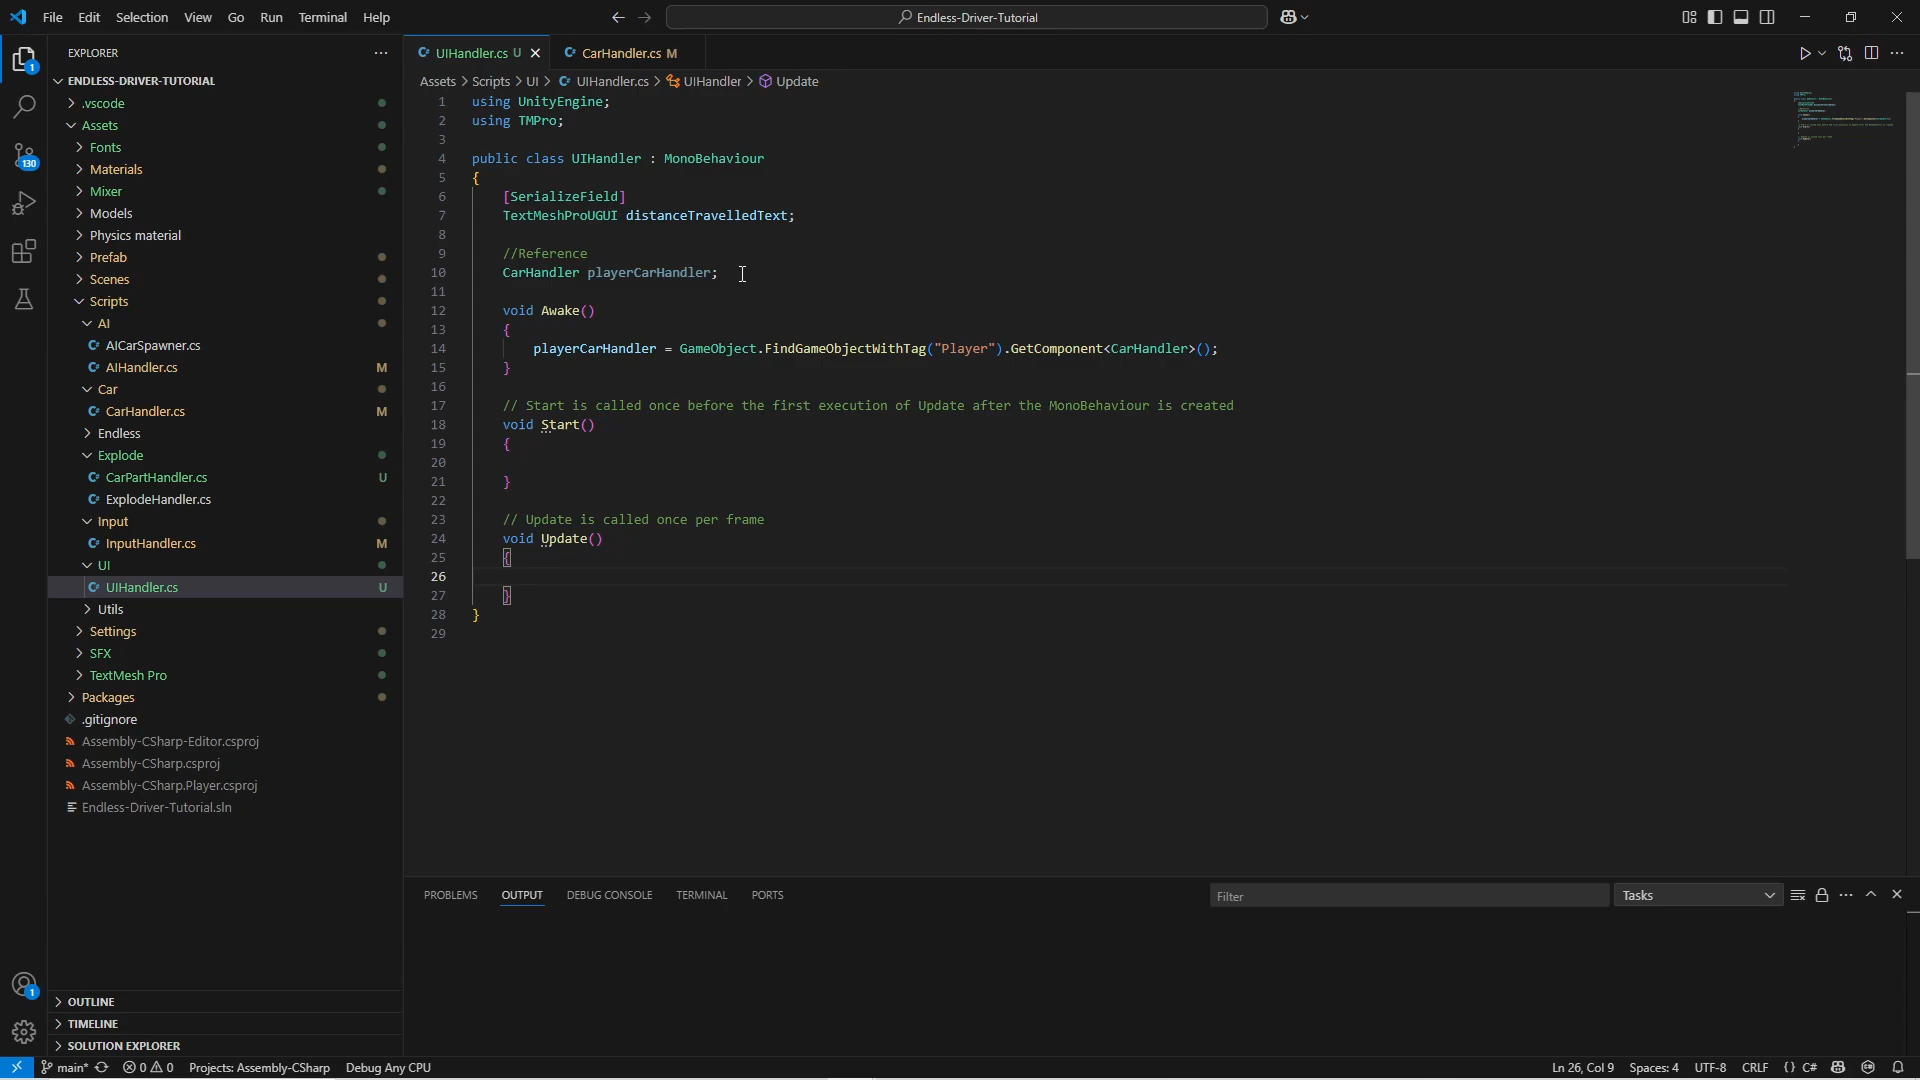 File Edit Selection View Go Run Terminal Help
Endless-Driver-Tutorial
EXPLORER
ENDLESS-DRIVER-TUTORIAL
.vscode
Assets
Fonts
Materials
Mixer
Models
Physics material
Prefab
Scenes
Scripts
AI
AICarSpawner.cs
AIHandler.cs M
Car
CarHandler.cs M
Endless
Explode
CarPartHandler.cs U
ExplodeHandler.cs
Input
InputHandler.cs M
UI
UIHandler.cs U
Utils
Settings
SFX
TextMesh Pro
Packages
.gitignore
Assembly-CSharp-Editor.csproj
Assembly-CSharp.csproj
Assembly-CSharp.Player.csproj
Endless-Driver-Tutorial.sln
OUTLINE
TIMELINE
SOLUTION EXPLORER
1
130
1
UIHandler.cs U CarHandler.cs M
Assets > Scripts > UI > UIHandler.cs > UIHandler > Update
1 using UnityEngine;
2 using TMPro;
3
4 public class UIHandler : MonoBehaviour
5 {
6 [SerializeField]
7 TextMeshProUGUI distanceTravelledText;
8
9 //Reference
10 CarHandler playerCarHandler;
11
12 void Awake()
13 {
14 playerCarHandler = GameObject.FindGameObjectWithTag("Player").GetComponent<CarHandler>();
15 }
16
17 // Start is called once before the first execution of Update after the MonoBehaviour is created
18 void Start()
19 {
20
21 }
22
23 // Update is called once per frame
24 void Update()
25 {
26
27 }
28 }
29
PROBLEMS OUTPUT DEBUG CONSOLE TERMINAL PORTS Filter Tasks
main* 0 0 Projects: Assembly-CSharp Debug Any CPU Ln 26, Col 9 Spaces: 4 UTF-8 CRLF {} C#